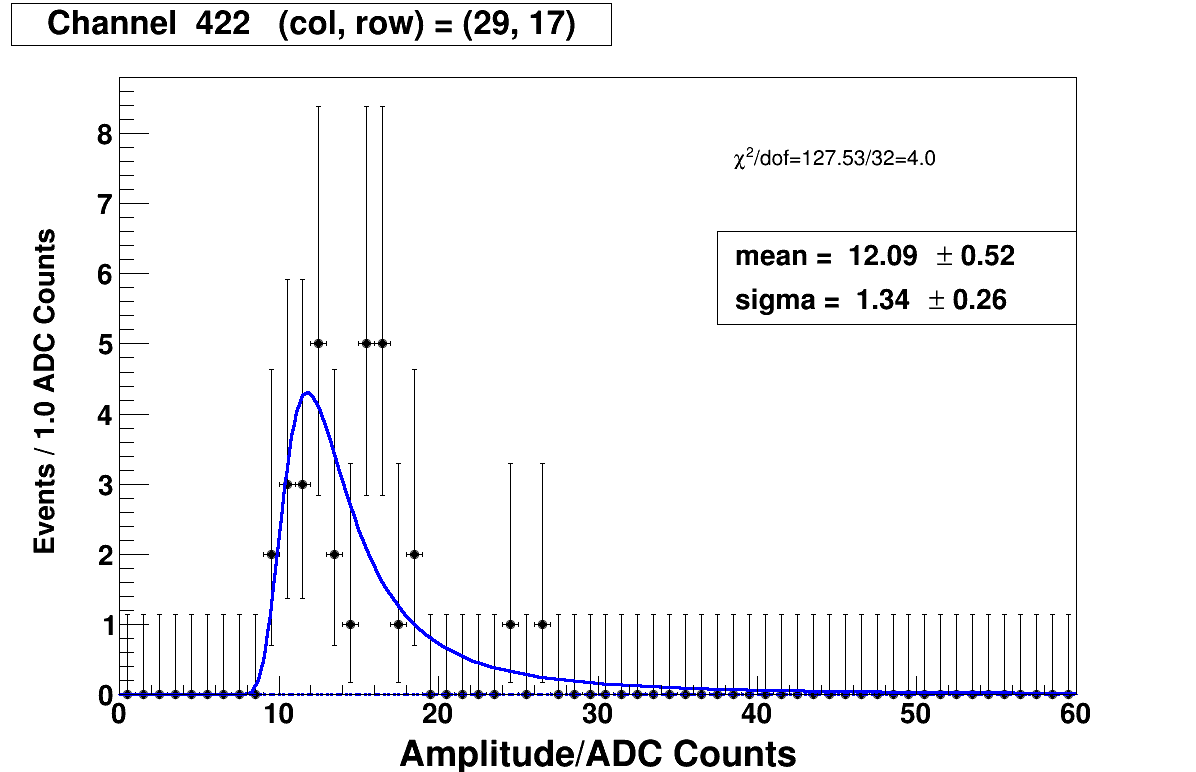 Channel 422 (col, row) = (29, 17)
χ²/dof=127.53/32=4.0
mean = 12.09 ± 0.52
sigma = 1.34 ± 0.26
Events / 1.0 ADC Counts
8
7
6
5
4
3
2
1
0
0 10 20 30 40 50 60
Amplitude/ADC Counts